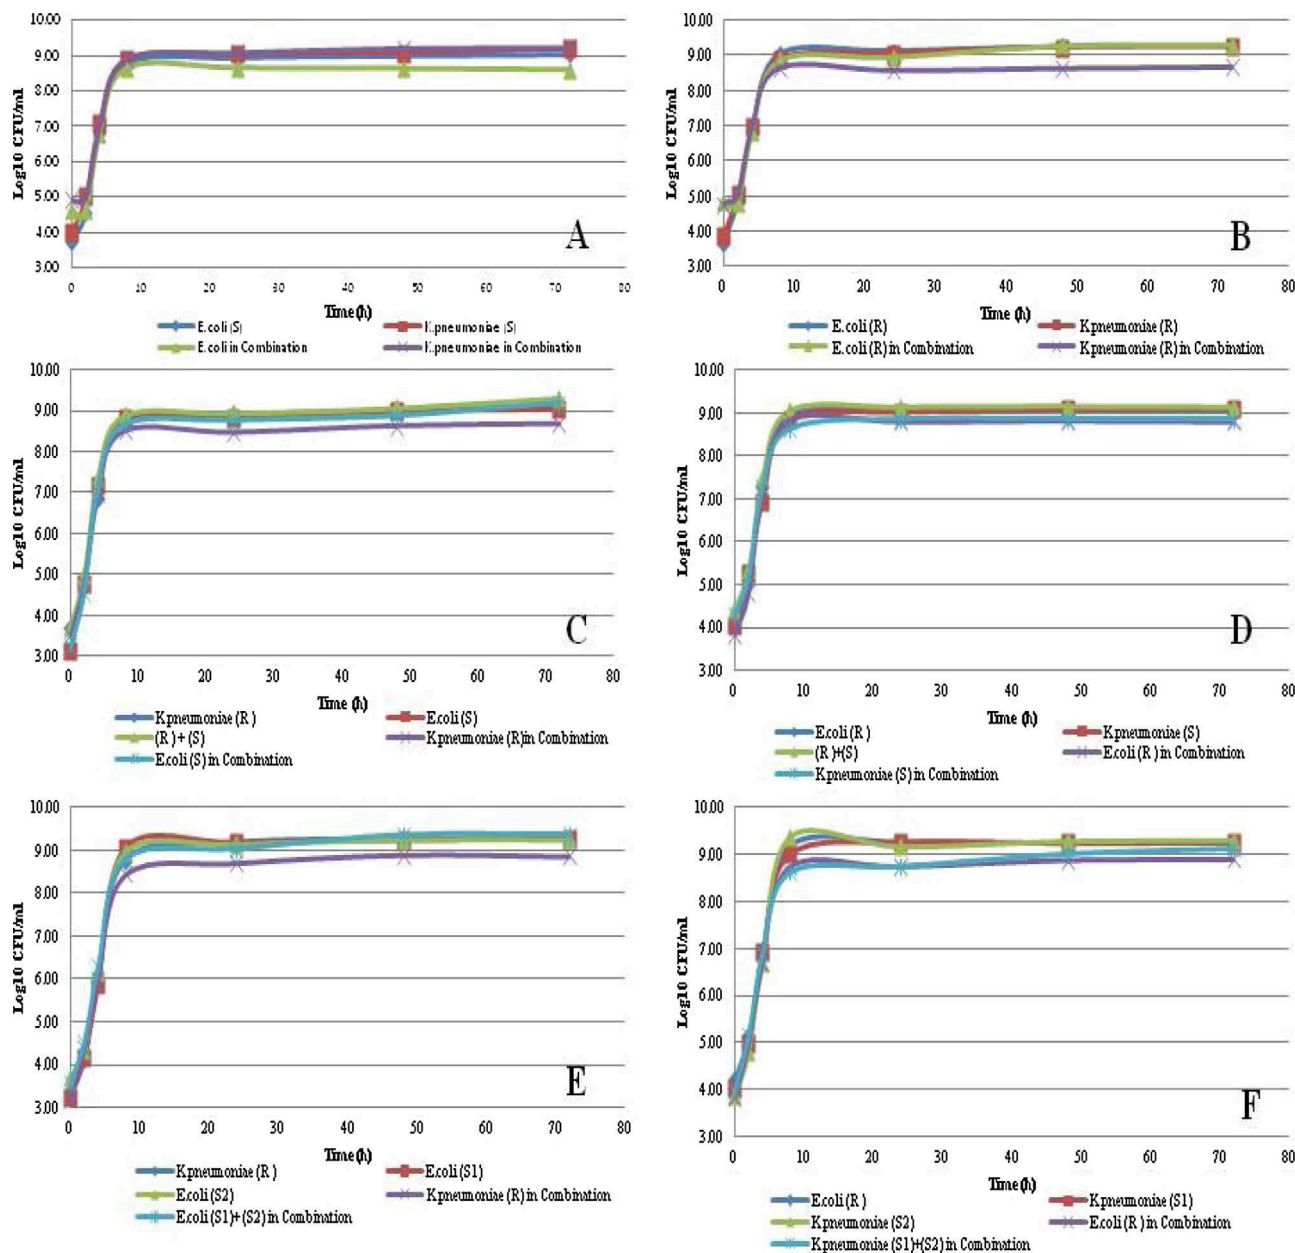 10.00
9.00
8.00
7.00
6.00
5.00
4.00
3.00
Log10 CFU/ml
0 10 20 30 40 50 60 70 80
Time (h)
A
E.coli (S) K.pneumoniae (S)
E.coli in Combination K.pneumoniae in Combination
10.00
9.00
8.00
7.00
6.00
5.00
4.00
3.00
Log10 CFU/ml
0 10 20 30 40 50 60 70 80
Time (h)
B
E.coli (R) K.pneumoniae (R)
E.coli (R) in Combination K.pneumoniae (R) in Combination
10.00
9.00
8.00
7.00
6.00
5.00
4.00
3.00
Log10 CFU/ml
0 10 20 30 40 50 60 70 80
Time (h)
C
K.pneumoniae (R ) E.coli (S)
(R ) + (S) K.pneumoniae (R)in Combination
E.coli (S) in Combination
10.00
9.00
8.00
7.00
6.00
5.00
4.00
3.00
Log10 CFU/ml
0 10 20 30 40 50 60 70 80
Time (h)
D
E.coli (R ) K.pneumoniae (S)
(R )+(S) E.coli (R ) in Combination
K.pneumoniae (S) in Combination
10.00
9.00
8.00
7.00
6.00
5.00
4.00
3.00
Log10 CFU/ml
0 10 20 30 40 50 60 70 80
Time (h)
E
K.pneumoniae (R ) E.coli (S1)
E.coli (S2) K.pneumoniae (R) in Combination
E.coli (S1)+(S2) in Combination
10.00
9.00
8.00
7.00
6.00
5.00
4.00
3.00
Log10 CFU/ml
0 10 20 30 40 50 60 70 80
Time (h)
F
E.coli (R ) K.pneumoniae (S1)
K.pneumoniae (S2) E.coli (R ) in Combination
K.pneumoniae (S1)+(S2) in Combination